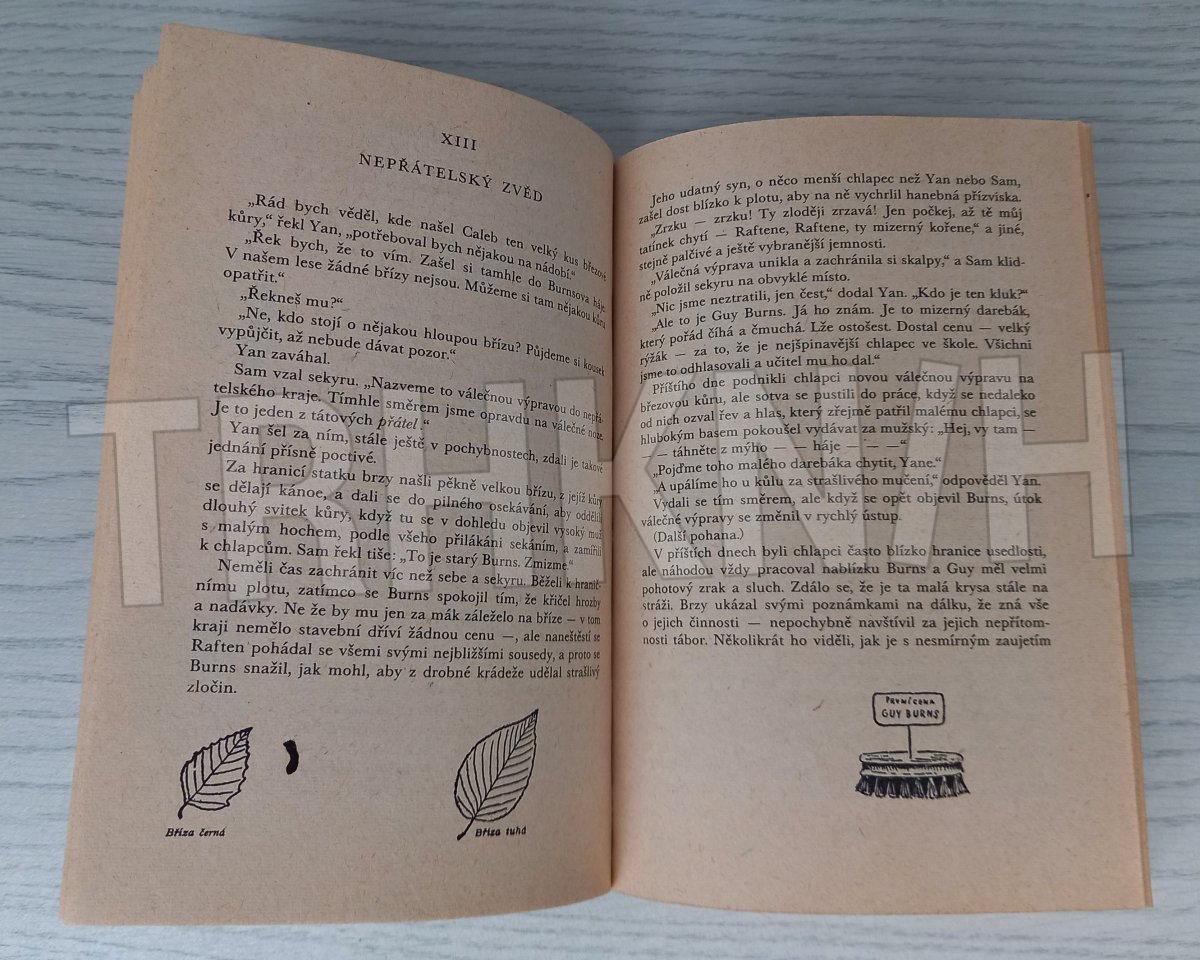 XIII
NEPŘÁTELSKÝ ZVĚD
„Rád bych věděl, kde našel Caleb ten velký kus březové
kůry,“ řekl Yan, „potřeboval bych nějakou na nádobí.“
„Řek bych, že to vím. Zašel si tamhle do Burnsova háje.
V našem lese žádné břízy nejsou. Můžeme si tam nějakou kůru
opatřit.“
„Řekneš mu?“
„Ne, kdo stojí o nějakou hloupou břízu? Půjdeme si kousek
vypůjčit, až nebude dávat pozor.“
Yan zaváhal.
Sam vzal sekyru. „Nazveme to válečnou výpravou do nepřá-
telského kraje. Tímhle směrem jsme opravdu na válečné noze.
Je to jeden z tátových přátel.“
Yan šel za ním, stále ještě v pochybnostech, zdali je takové
jednání přísně poctivé.
Za hranicí statku brzy našli pěkně velkou břízu, z jejíž kůry
se dělají kánoe, a dali se do pilného osekávání, aby oddělili
dlouhý svitek kůry, když tu se v dohledu objevil vysoký muž
s malým hochem, podle všeho přilákáni sekáním, a zamířili
k chlapcům. Sam řekl tiše: „To je starý Burns. Zmizme.“
Neměli čas zachránit víc než sebe a sekyru. Běželi k hranič-
nímu plotu, zatímco se Burns spokojil tím, že křičel hrozby
a nadávky. Ne že by mu jen za mák záleželo na bříze – v tom
kraji nemělo stavební dříví žádnou cenu –, ale naneštěstí se
Raften pohádal se všemi svými nejbližšími sousedy, a proto se
Burns snažil, jak mohl, aby z drobné krádeže udělal strašlivý
zločin.
Bříza černá
Bříza tuhá
Jeho udatný syn, o něco menší chlapec než Yan nebo Sam,
zašel dost blízko k plotu, aby na ně vychrlil hanebná přízviska.
„Zrzku — zrzku! Ty zloději zrzavá! Jen počkej, až tě můj
tatínek chytí — Raftene, Raftene, ty mizerný kořene,“ a jiné,
stejně palčivé a ještě vybranější jemnosti.
„Válečná výprava unikla a zachránila si skalpy,“ a Sam klid-
ně položil sekyru na obvyklé místo.
„Nic jsme neztratili, jen čest,“ dodal Yan. „Kdo je ten kluk?“
„Ale to je Guy Burns. Já ho znám. Je to mizerný darebák,
který pořád číhá a čmuchá. Lže ostošest. Dostal cenu — velký
rýžák — za to, že je nejšpinavější chlapec ve škole. Všichni
jsme to odhlasovali a učitel mu ho dal.“
Příštího dne podnikli chlapci novou válečnou výpravu na
březovou kůru, ale sotva se pustili do práce, když se nedaleko
od nich ozval řev a hlas, který zřejmě patřil malému chlapci, se
hlubokým basem pokoušel vydávat za mužský: „Hej, vy tam —
— — táhněte z mýho — háje — — —“
„Pojďme toho malého darebáka chytit, Yane.“
„A upálíme ho u kůlu za strašlivého mučení,“ odpověděl Yan.
Vydali se tím směrem, ale když se opět objevil Burns, útok
válečné výpravy se změnil v rychlý ústup.
(Další pohana.)
V příštích dnech byli chlapci často blízko hranice usedlosti,
ale náhodou vždy pracoval nablízku Burns a Guy měl velmi
pohotový zrak a sluch. Zdálo se, že je ta malá krysa stále na
stráži. Brzy ukázal svými poznámkami na dálku, že zná vše
o jejich činnosti — nepochybně navštívil za jejich nepřítom-
nosti tábor. Několikrát ho viděli, jak je s nesmírným zaujetím
PRVNÍ CENA
GUY BURNS
TRHKNIH